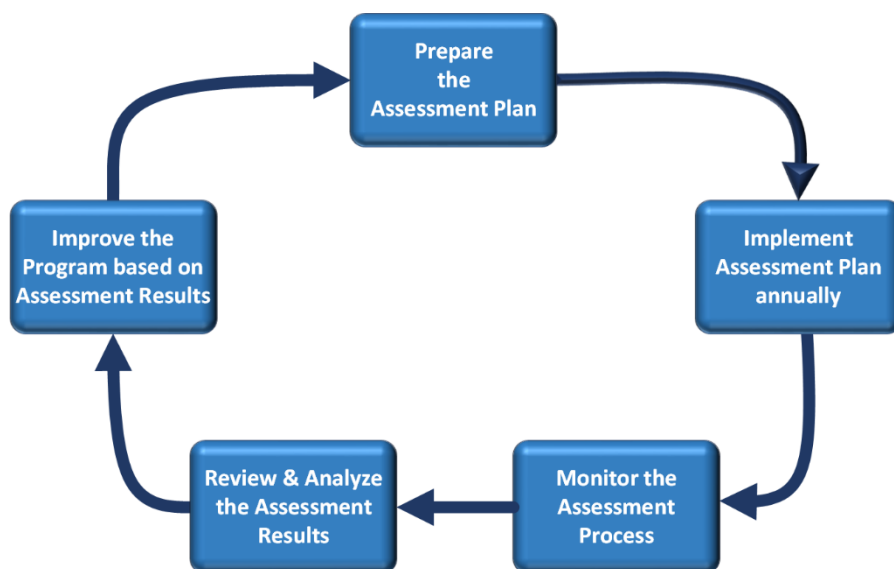 Prepare
the
Assessment Plan
Implement
Assessment Plan
annually
Monitor the
Assessment
Process
Review & Analyze
the Assessment
Results
Improve the
Program based on
Assessment Results